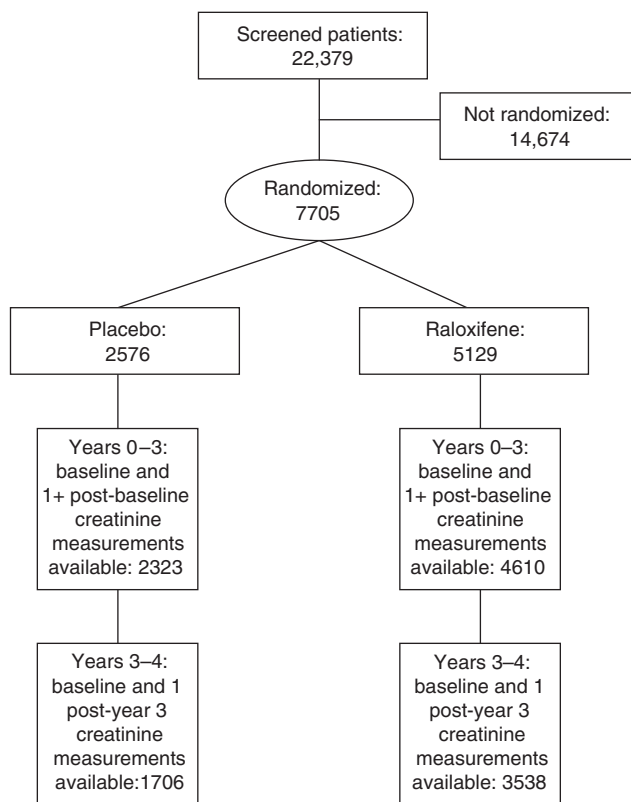 Screened patients:
22,379
Not randomized:
14,674
Randomized:
7705
Placebo:
2576
Raloxifene:
5129
Years 0–3:
baseline and
1+ post-baseline
creatinine
measurements
available: 2323
Years 0–3:
baseline and
1+ post-baseline
creatinine
measurements
available: 4610
Years 3–4:
baseline and 1
post-year 3
creatinine
measurements
available:1706
Years 3–4:
baseline and 1
post-year 3
creatinine
measurements
available: 3538